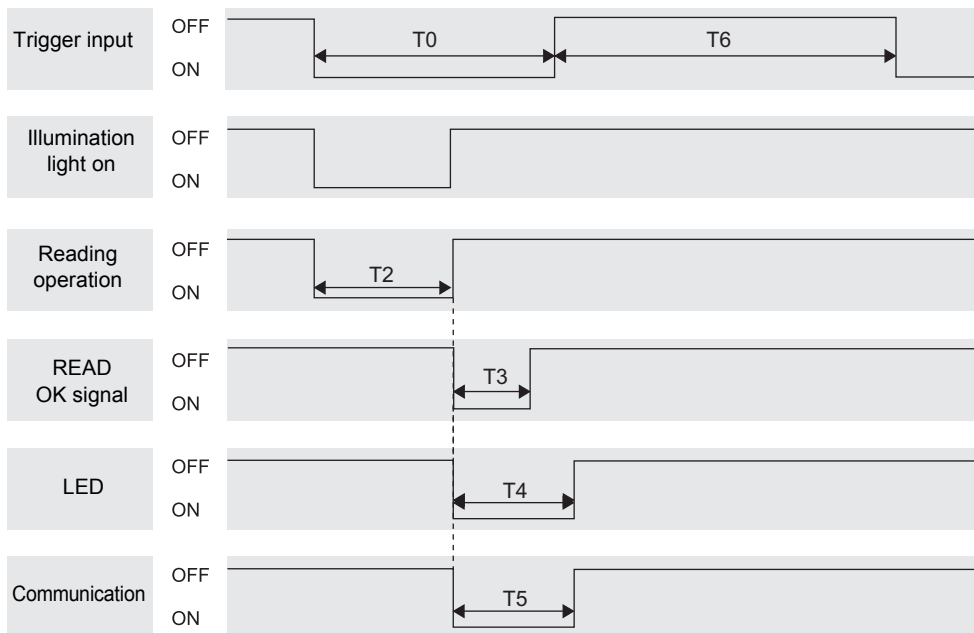 Trigger input
OFF
ON
T0
T6
Illumination
light on
OFF
ON
Reading
operation
OFF
ON
T2
READ
OK signal
OFF
ON
T3
LED
OFF
ON
T4
Communication
OFF
ON
T5